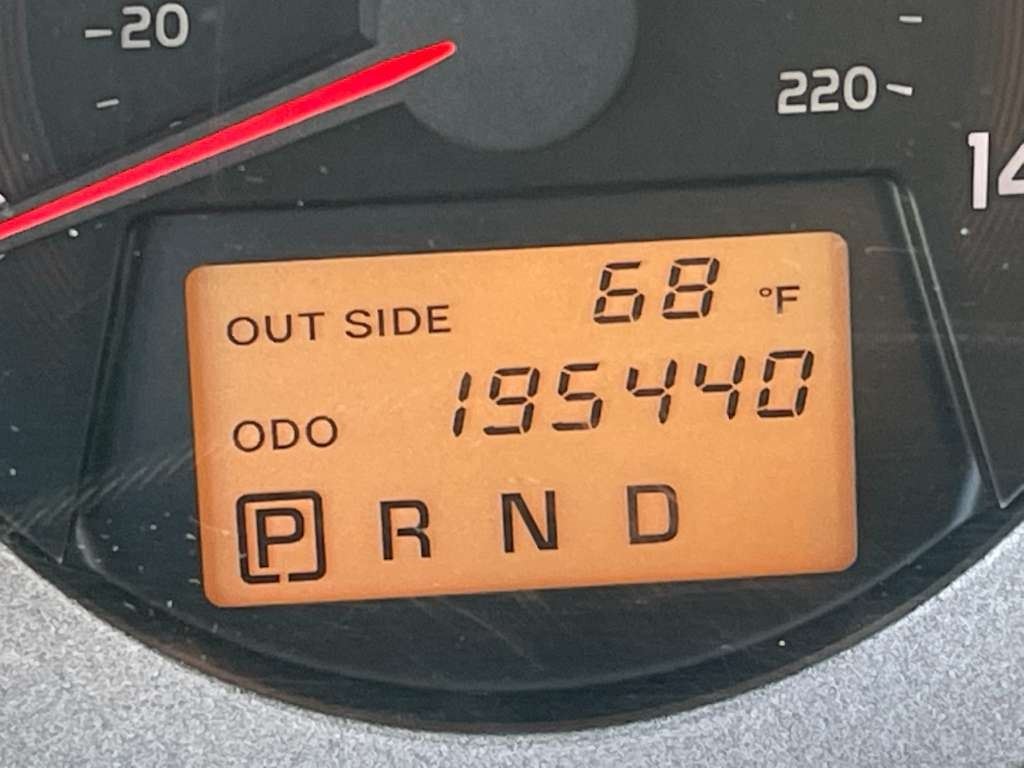 -20
220-
14
OUT SIDE 68 °F
ODO 195440
P R N D